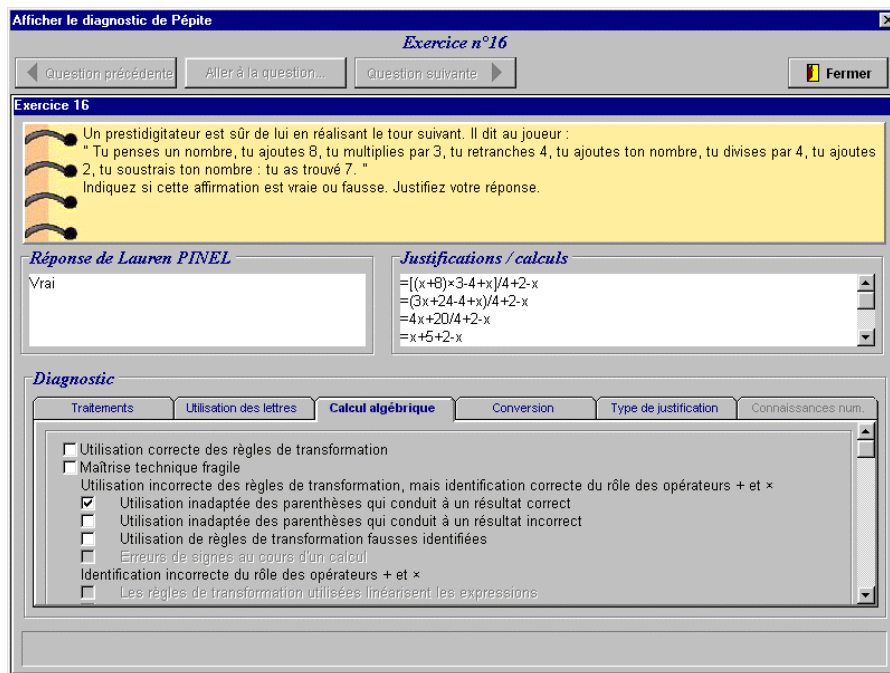 Afficher le diagnostic de Pépite
Exercice n°16
Question précédente
Aller à la question...
Question suivante
Fermer
Exercice 16
Un prestidigitateur est sûr de lui en réalisant le tour suivant. Il dit au joueur :
" Tu penses un nombre, tu ajoutes 8, tu multiplies par 3, tu retranches 4, tu ajoutes ton nombre, tu divises par 4, tu ajoutes
2, tu soustrais ton nombre : tu as trouvé 7. "
Indiquez si cette affirmation est vraie ou fausse. Justifiez votre réponse.
Réponse de Lauren PINEL
Vrai
Justifications / calculs
=[(x+8)×3-4+x]/4+2-x
=(3x+24-4+x)/4+2-x
=4x+20/4+2-x
=x+5+2-x
Diagnostic
Traitements
Utilisation des lettres
Calcul algébrique
Conversion
Type de justification
Connaissances num.
Utilisation correcte des règles de transformation
Maîtrise technique fragile
Utilisation incorrecte des règles de transformation, mais identification correcte du rôle des opérateurs + et ×
Utilisation inadaptée des parenthèses qui conduit à un résultat correct
Utilisation inadaptée des parenthèses qui conduit à un résultat incorrect
Utilisation de règles de transformation fausses identifiées
Erreurs de signes au cours d'un calcul
Identification incorrecte du rôle des opérateurs + et ×
Les règles de transformation utilisées linéarisent les expressions